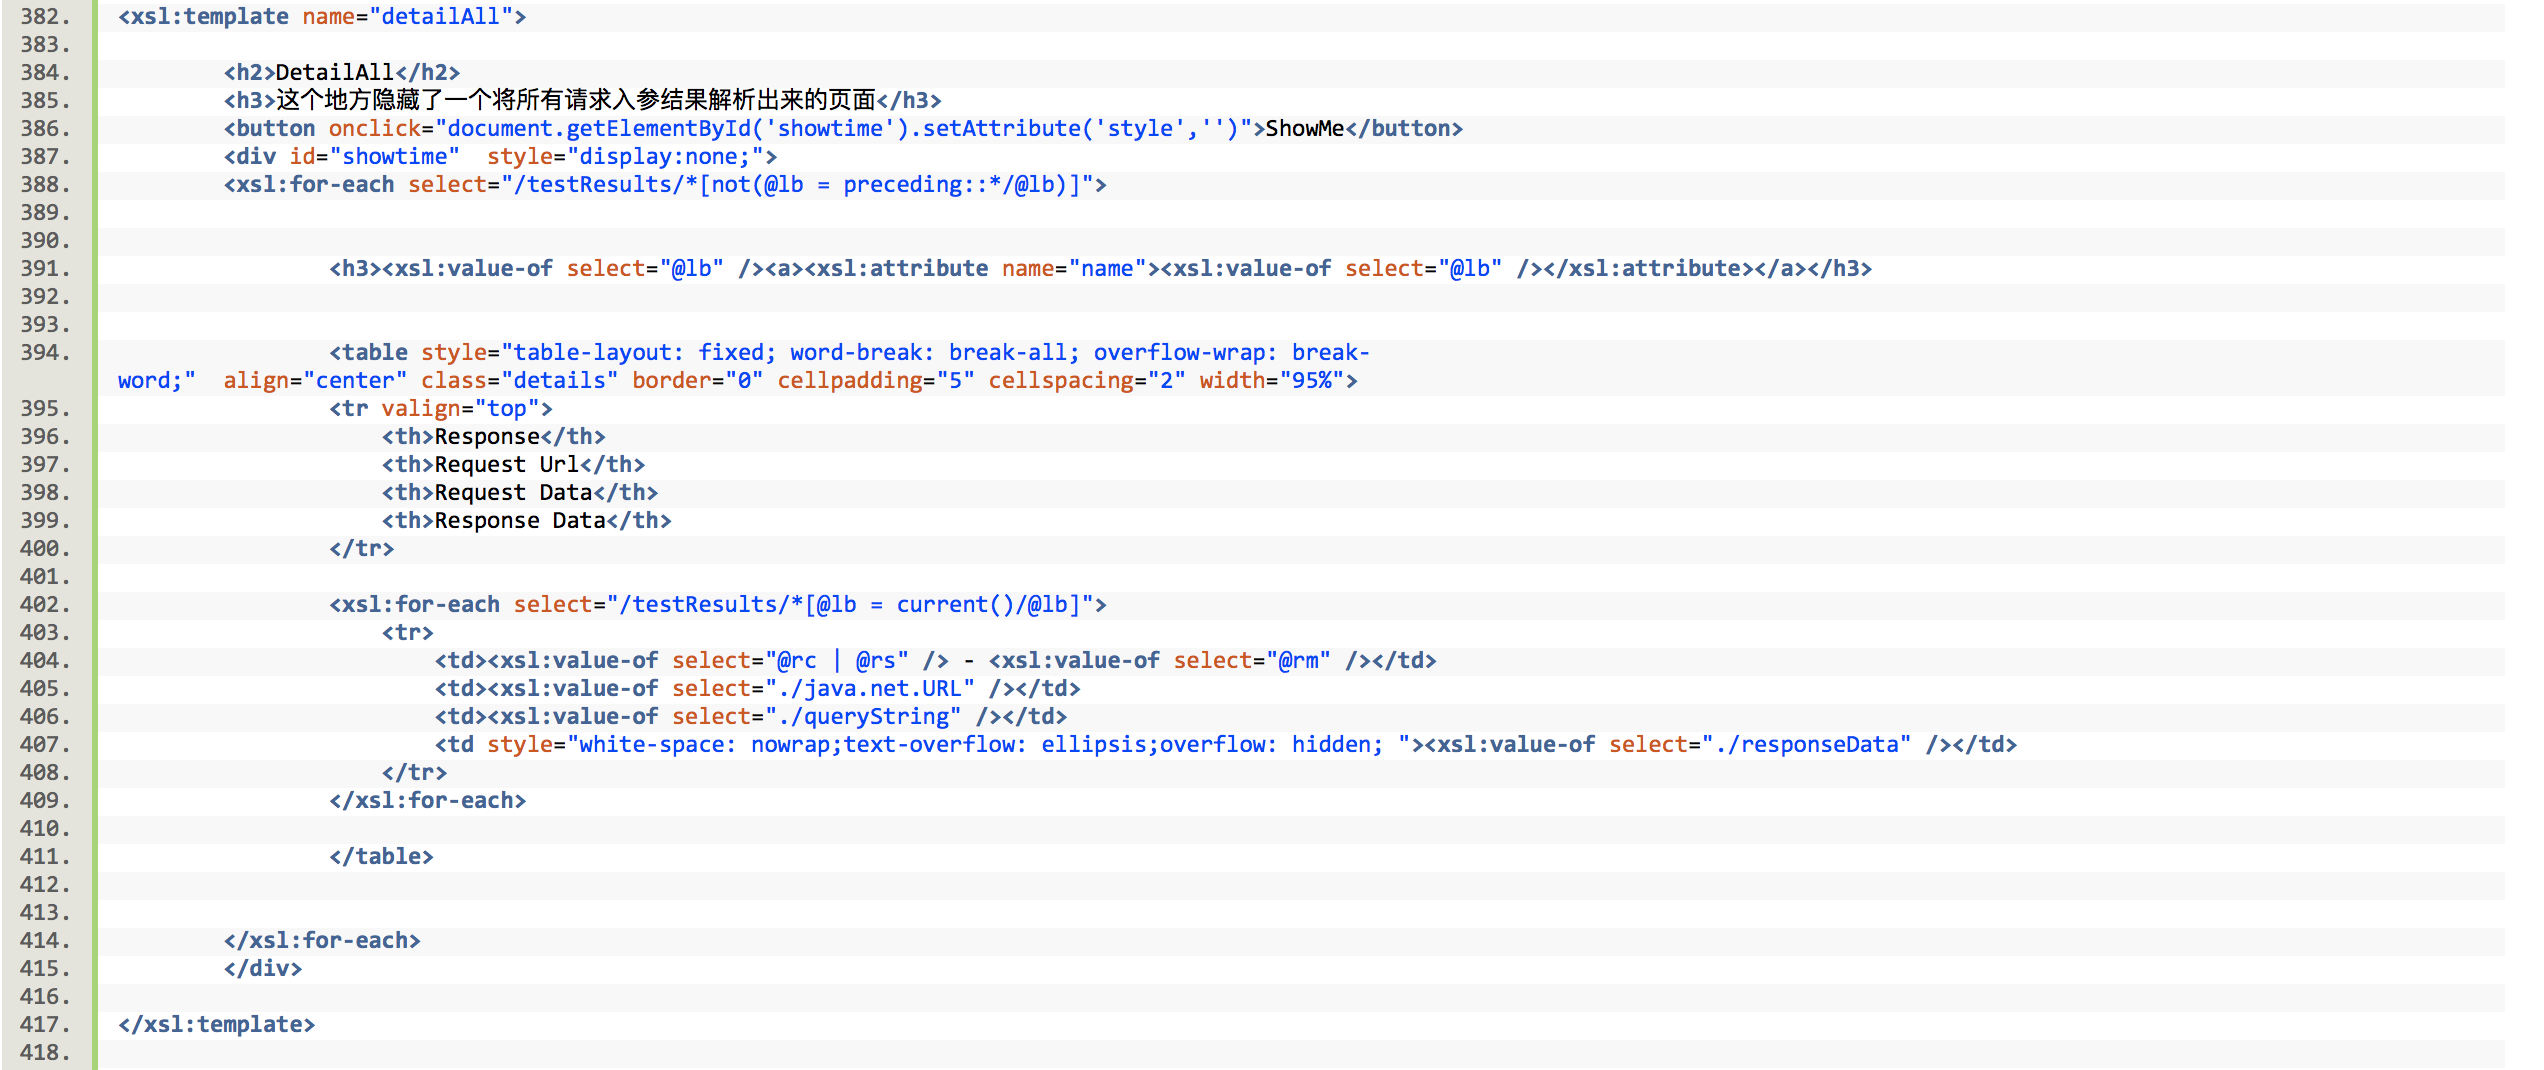 382. <xsl:template name="detailAll">
383.
384. <h2>DetailAll</h2>
385. <h3>这个地方隐藏了一个将所有请求入参结果解析出来的页面</h3>
386. <button onclick="document.getElementById('showtime').setAttribute('style','')">ShowMe</button>
387. <div id="showtime"  style="display:none;">
388. <xsl:for-each select="/testResults/*[not(@lb = preceding::*/@lb)]">
389.
390.
391. <h3><xsl:value-of select="@lb" /><a><xsl:attribute name="name"><xsl:value-of select="@lb" /></xsl:attribute></a></h3>
392.
393.
394. <table style="table-layout: fixed; word-break: break-all; overflow-wrap: break-
word;"  align="center" class="details" border="0" cellpadding="5" cellspacing="2" width="95%">
395. <tr valign="top">
396. <th>Response</th>
397. <th>Request Url</th>
398. <th>Request Data</th>
399. <th>Response Data</th>
400. </tr>
401.
402. <xsl:for-each select="/testResults/*[@lb = current()/@lb]">
403. <tr>
404. <td><xsl:value-of select="@rc | @rs" /> - <xsl:value-of select="@rm" /></td>
405. <td><xsl:value-of select="./java.net.URL" /></td>
406. <td><xsl:value-of select="./queryString" /></td>
407. <td style="white-space: nowrap;text-overflow: ellipsis;overflow: hidden; "><xsl:value-of select="./responseData" /></td>
408. </tr>
409. </xsl:for-each>
410.
411. </table>
412.
413.
414. </xsl:for-each>
415. </div>
416.
417. </xsl:template>
418.